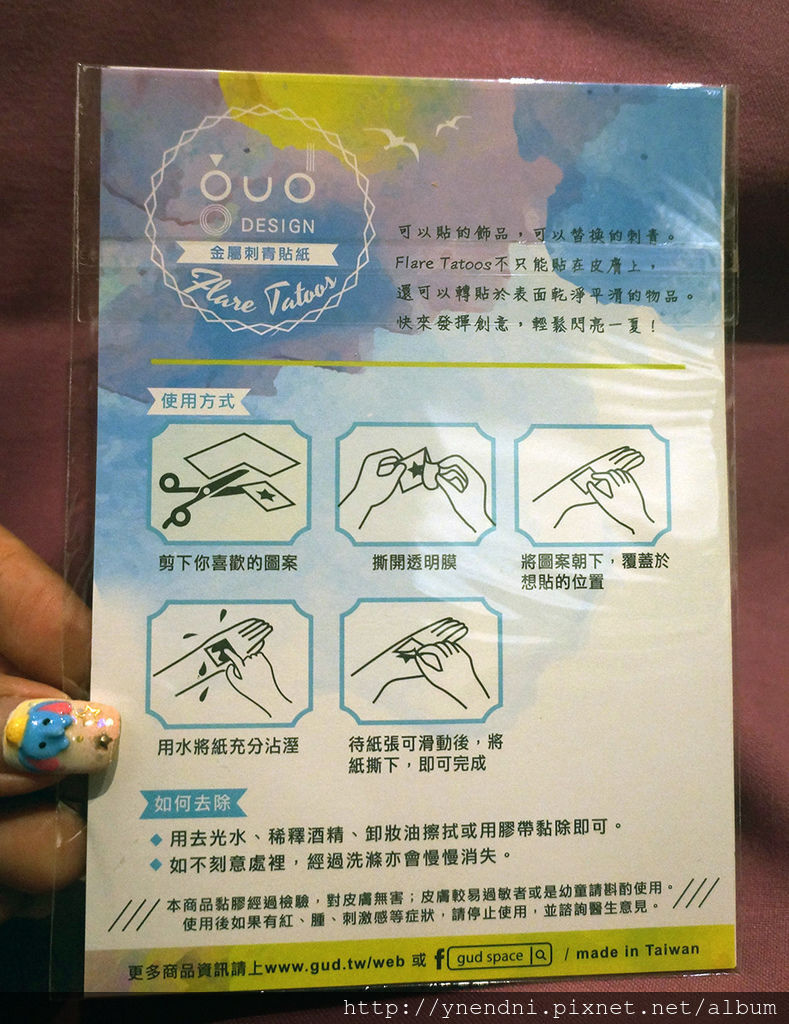 gud
DESIGN
金屬刺青貼紙
Flare Tatoos
可以貼的飾品，可以替換的刺青。
Flare Tatoos不只能貼在皮膚上，
還可以轉貼於表面乾淨平滑的物品。
快來發揮創意，輕鬆閃亮一夏！
使用方式
剪下你喜歡的圖案
撕開透明膜
將圖案朝下，覆蓋於
想貼的位置
用水將紙充分沾溼
待紙張可滑動後，將
紙撕下，即可完成
如何去除
◆ 用去光水、稀釋酒精、卸妝油擦拭或用膠帶黏除即可。
◆ 如不刻意處裡，經過洗滌亦會慢慢消失。
本商品黏膠經過檢驗，對皮膚無害；皮膚較易過敏者或是幼童請斟酌使用。
使用後如果有紅、腫、刺激感等症狀，請停止使用，並諮詢醫生意見。
更多商品資訊請上www.gud.tw/web 或 f gud space / made in Taiwan
http://ynendni.pixnet.net/album